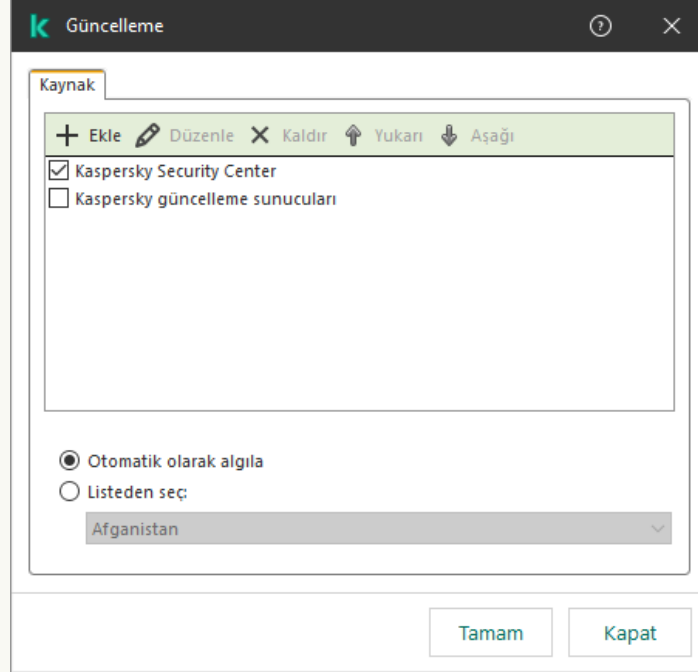 Güncelleme
Kaynak
Ekle Düzenle Kaldır Yukarı Aşağı
Kaspersky Security Center
Kaspersky güncelleme sunucuları
Otomatik olarak algıla
Listeden seç:
Afganistan
Tamam Kapat